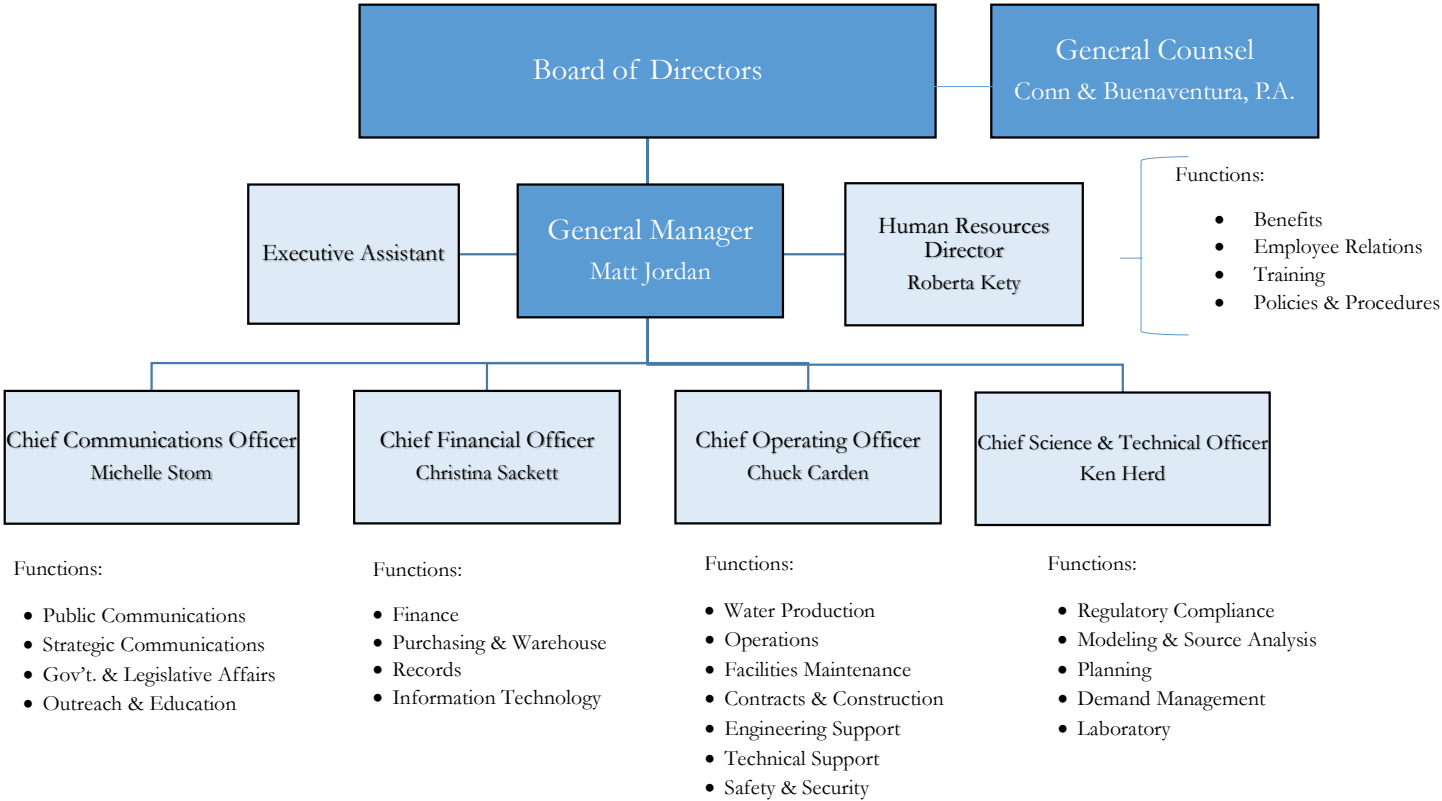 Board of Directors
General Counsel
Conn & Buenaventura, P.A.
Executive Assistant
General Manager
Matt Jordan
Human Resources
Director
Roberta Kety
Functions:
• Benefits
• Employee Relations
• Training
• Policies & Procedures
Chief Communications Officer
Michelle Stom
Chief Financial Officer
Christina Sackett
Chief Operating Officer
Chuck Carden
Chief Science & Technical Officer
Ken Herd
Functions:
• Public Communications
• Strategic Communications
• Gov’t. & Legislative Affairs
• Outreach & Education
Functions:
• Finance
• Purchasing & Warehouse
• Records
• Information Technology
Functions:
• Water Production
• Operations
• Facilities Maintenance
• Contracts & Construction
• Engineering Support
• Technical Support
• Safety & Security
Functions:
• Regulatory Compliance
• Modeling & Source Analysis
• Planning
• Demand Management
• Laboratory